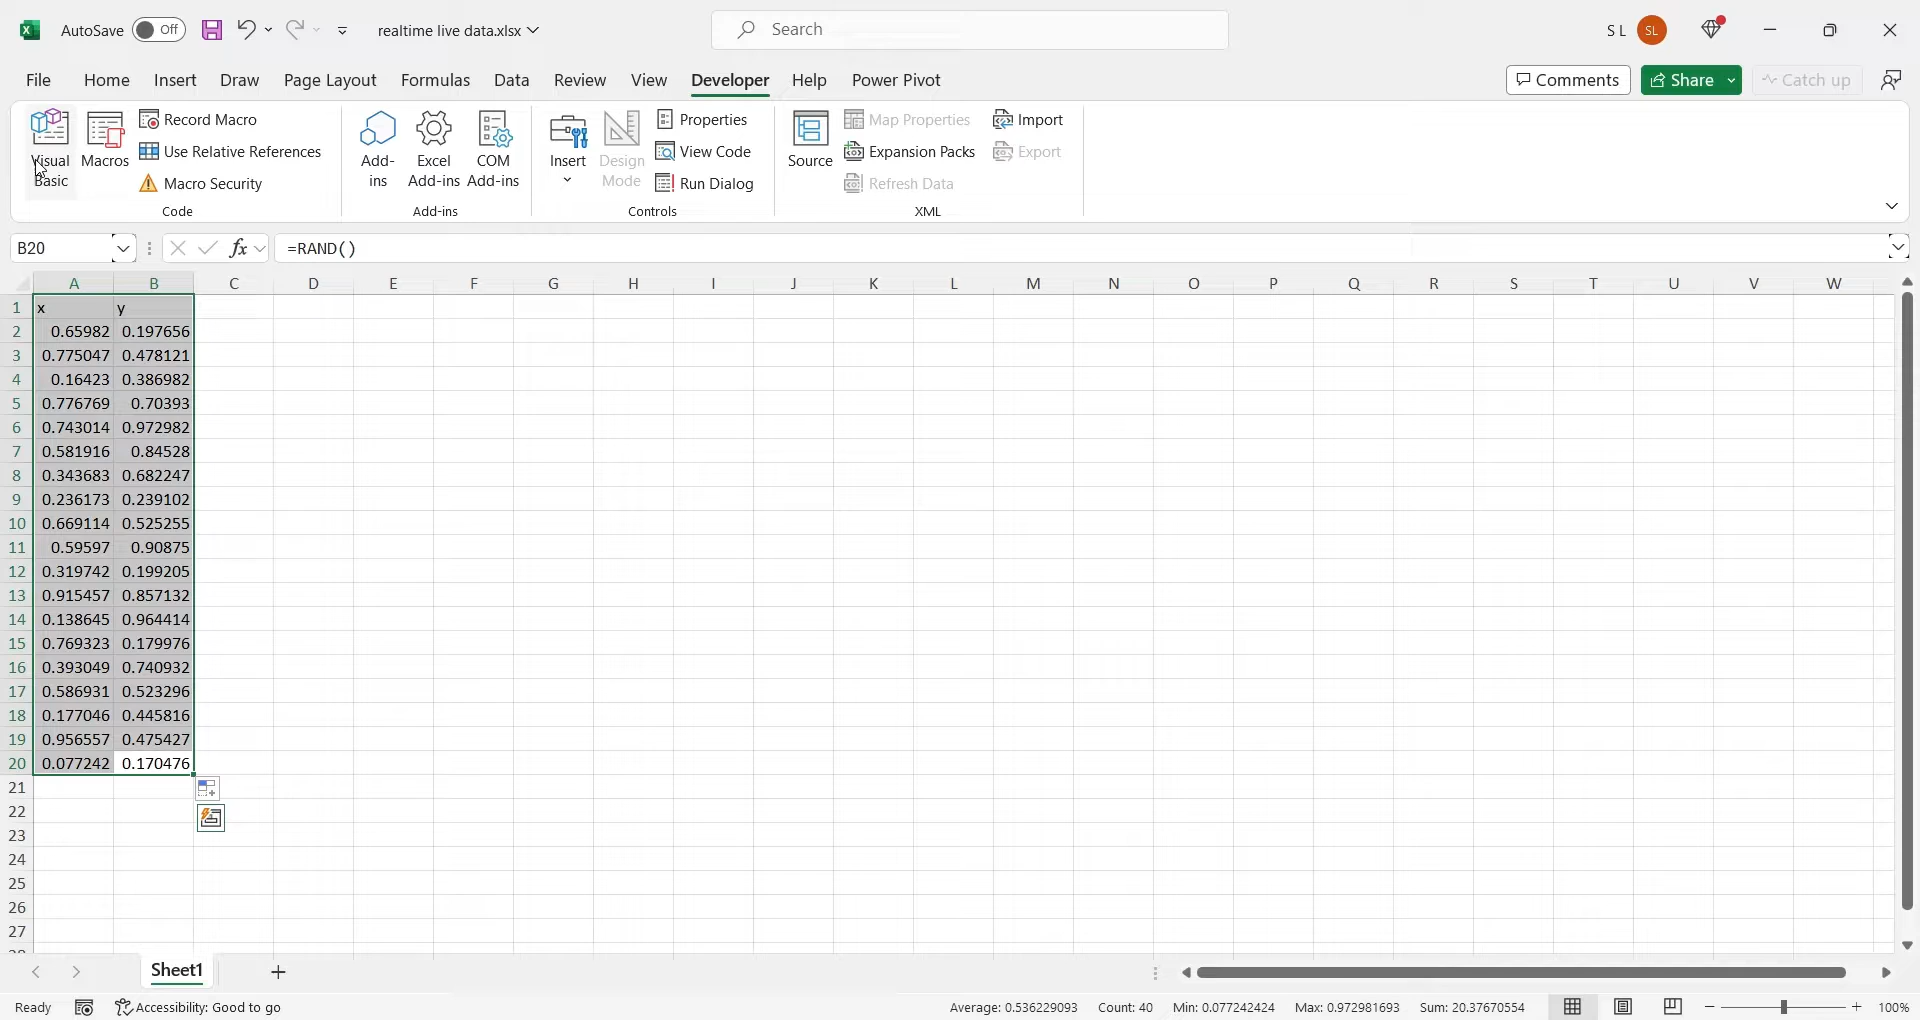 AutoSave Off realtime live data.xlsx Search S L SL
File Home Insert Draw Page Layout Formulas Data Review View Developer Help Power Pivot Comments Share Catch up
Visual Basic
Macros
Record Macro
Use Relative References
Macro Security
Code
Add-ins
Excel Add-ins
COM Add-ins
Add-ins
Insert
Design Mode
Properties
View Code
Run Dialog
Controls
Source
Map Properties
Expansion Packs
Refresh Data
Import
Export
XML
B20 fx =RAND()
A B C D E F G H I J K L M N O P Q R S T U V W
1 x y
2 0.65982 0.197656
3 0.775047 0.478121
4 0.16423 0.386982
5 0.776769 0.70393
6 0.743014 0.972982
7 0.581916 0.84528
8 0.343683 0.682247
9 0.236173 0.239102
10 0.669114 0.525255
11 0.59597 0.90875
12 0.319742 0.199205
13 0.915457 0.857132
14 0.138645 0.964414
15 0.769323 0.179976
16 0.393049 0.740932
17 0.586931 0.523296
18 0.177046 0.445816
19 0.956557 0.475427
20 0.077242 0.170476
21
22
23
24
25
26
27
Sheet1
Ready Accessibility: Good to go Average: 0.536229093 Count: 40 Min: 0.077242424 Max: 0.972981693 Sum: 20.37670554 100%